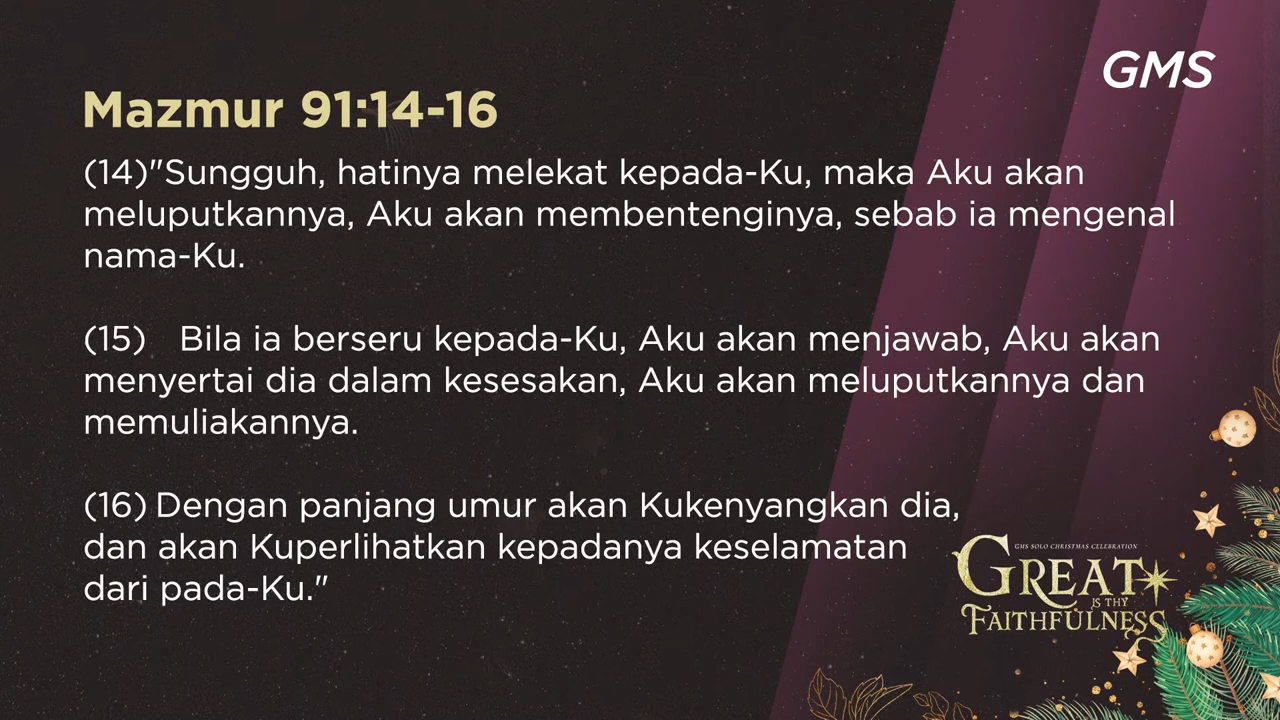 GMS
Mazmur 91:14-16
(14)"Sungguh, hatinya melekat kepada-Ku, maka Aku akan
meluputkannya, Aku akan membentenginya, sebab ia mengenal
nama-Ku.
(15) Bila ia berseru kepada-Ku, Aku akan menjawab, Aku akan
menyertai dia dalam kesesakan, Aku akan meluputkannya dan
memuliakannya.
(16) Dengan panjang umur akan Kukenyangkan dia,
dan akan Kuperlihatkan kepadanya keselamatan
dari pada-Ku."
GMS SOLO CHRISTMAS CELEBRATION
GREAT
IS THY
FAITHFULNESS